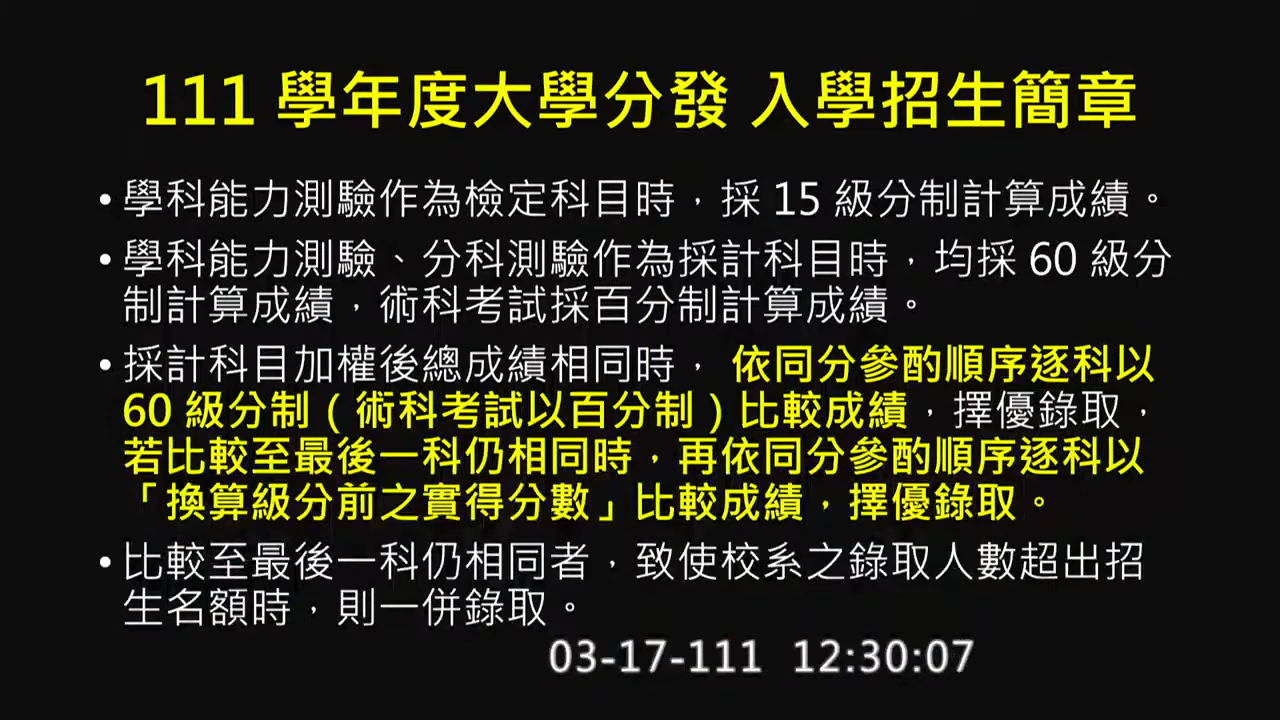 111 學年度大學分發 入學招生簡章
• 學科能力測驗作為檢定科目時，採 15 級分制計算成績。
• 學科能力測驗、分科測驗作為採計科目時，均採 60 級分
制計算成績，術科考試採百分制計算成績。
• 採計科目加權後總成績相同時， 依同分參酌順序逐科以
60 級分制（術科考試以百分制）比較成績，擇優錄取，
若比較至最後一科仍相同時，再依同分參酌順序逐科以
「換算級分前之實得分數」比較成績，擇優錄取。
• 比較至最後一科仍相同者，致使校系之錄取人數超出招
生名額時，則一併錄取。
03-17-111 12:30:07